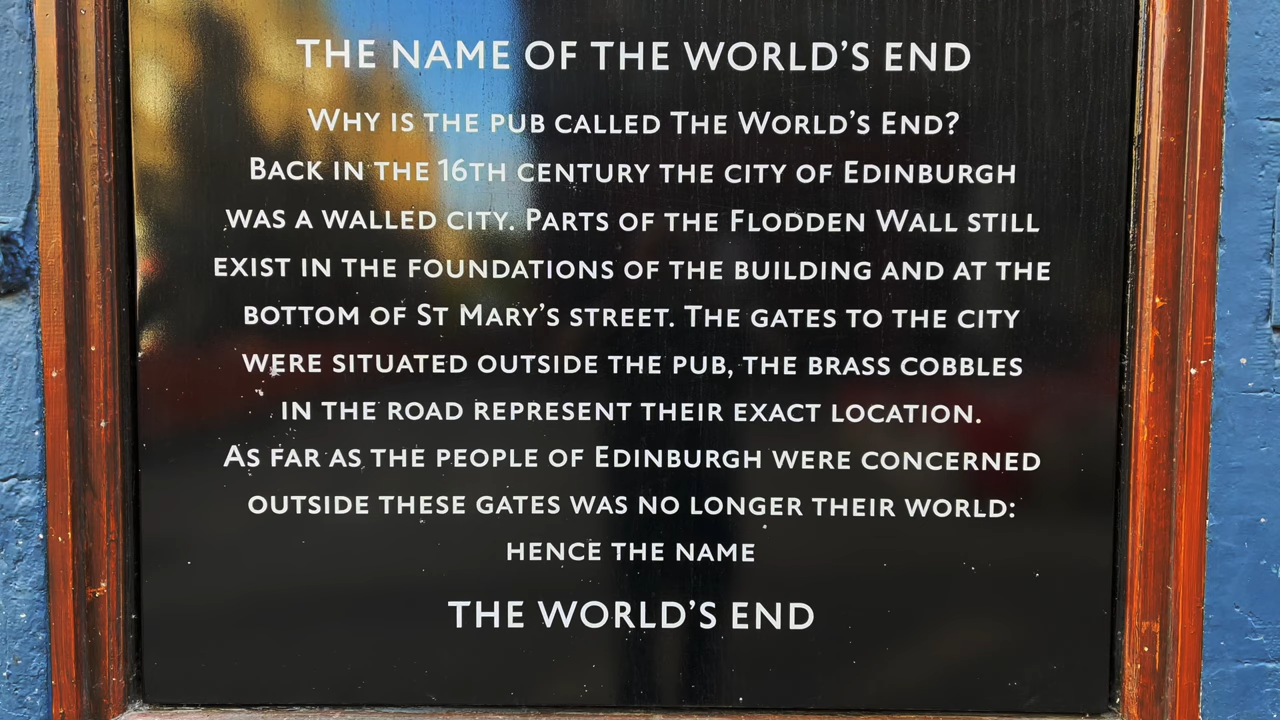 THE NAME OF THE WORLD'S END
WHY IS THE PUB CALLED THE WORLD'S END?
BACK IN THE 16TH CENTURY THE CITY OF EDINBURGH
WAS A WALLED CITY. PARTS OF THE FLODDEN WALL STILL
EXIST IN THE FOUNDATIONS OF THE BUILDING AND AT THE
BOTTOM OF ST MARY'S STREET. THE GATES TO THE CITY
WERE SITUATED OUTSIDE THE PUB, THE BRASS COBBLES
IN THE ROAD REPRESENT THEIR EXACT LOCATION.
AS FAR AS THE PEOPLE OF EDINBURGH WERE CONCERNED
OUTSIDE THESE GATES WAS NO LONGER THEIR WORLD:
HENCE THE NAME
THE WORLD'S END